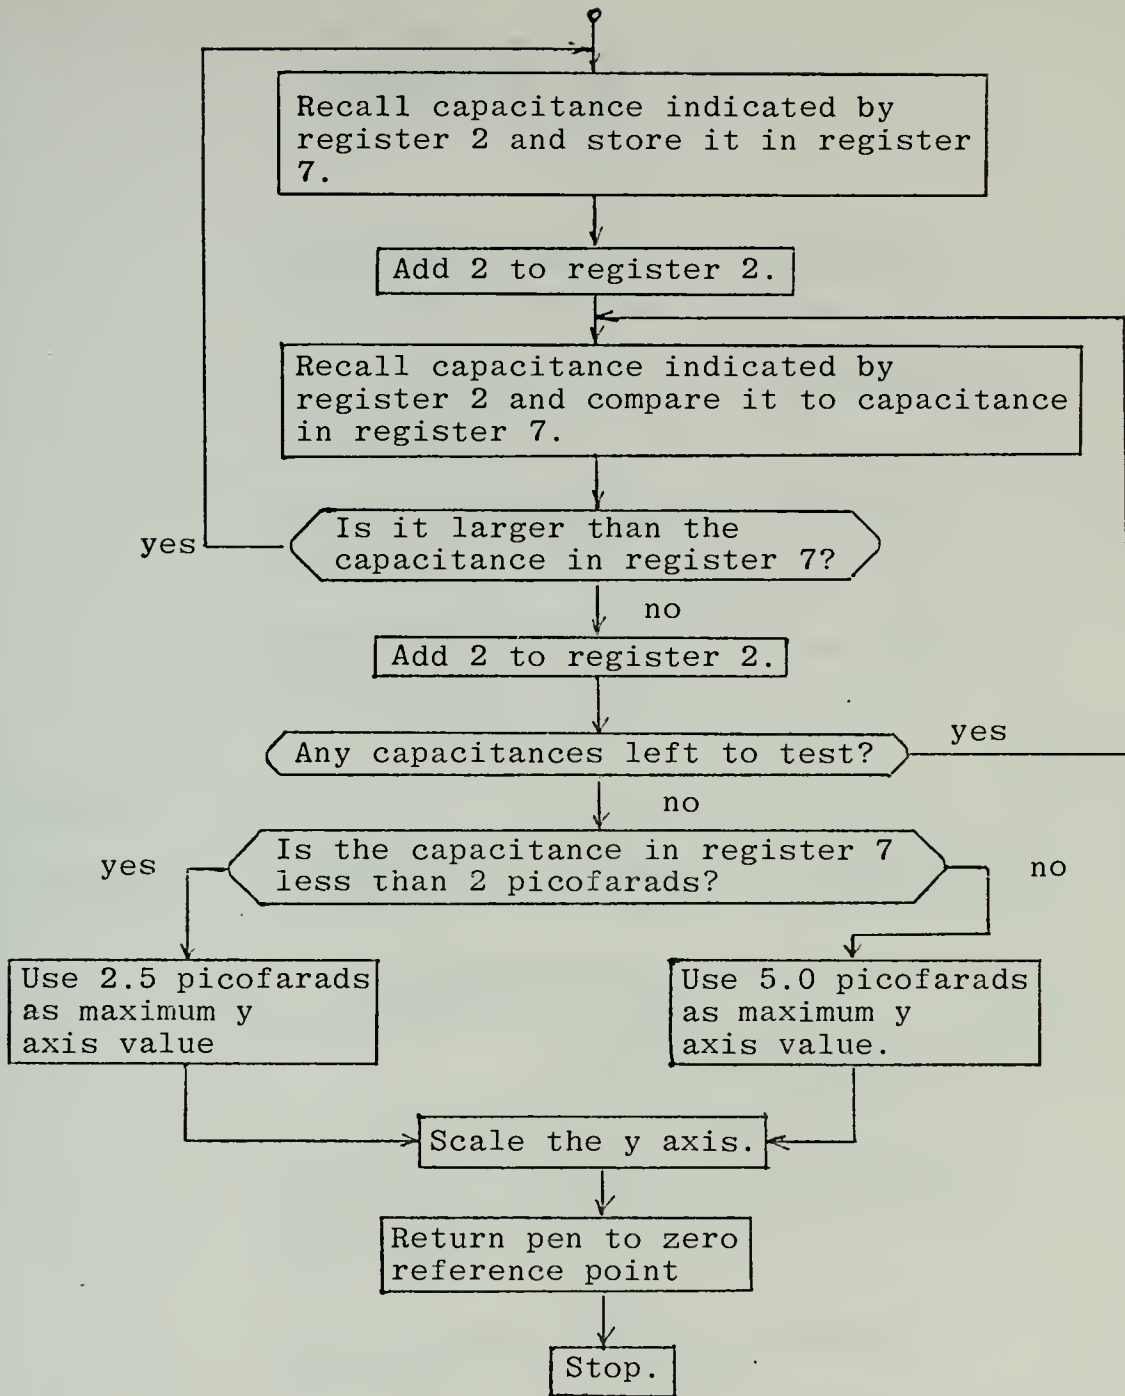 Recall capacitance indicated by
register 2 and store it in register
7.
Add 2 to register 2.
Recall capacitance indicated by
register 2 and compare it to capacitance
in register 7.
yes
Is it larger than the
capacitance in register 7?
no
Add 2 to register 2.
Any capacitances left to test?
yes
no
yes
Is the capacitance in register 7
less than 2 picofarads?
no
Use 2.5 picofarads
as maximum y
axis value
Use 5.0 picofarads
as maximum y
axis value.
Scale the y axis.
Return pen to zero
reference point
Stop.